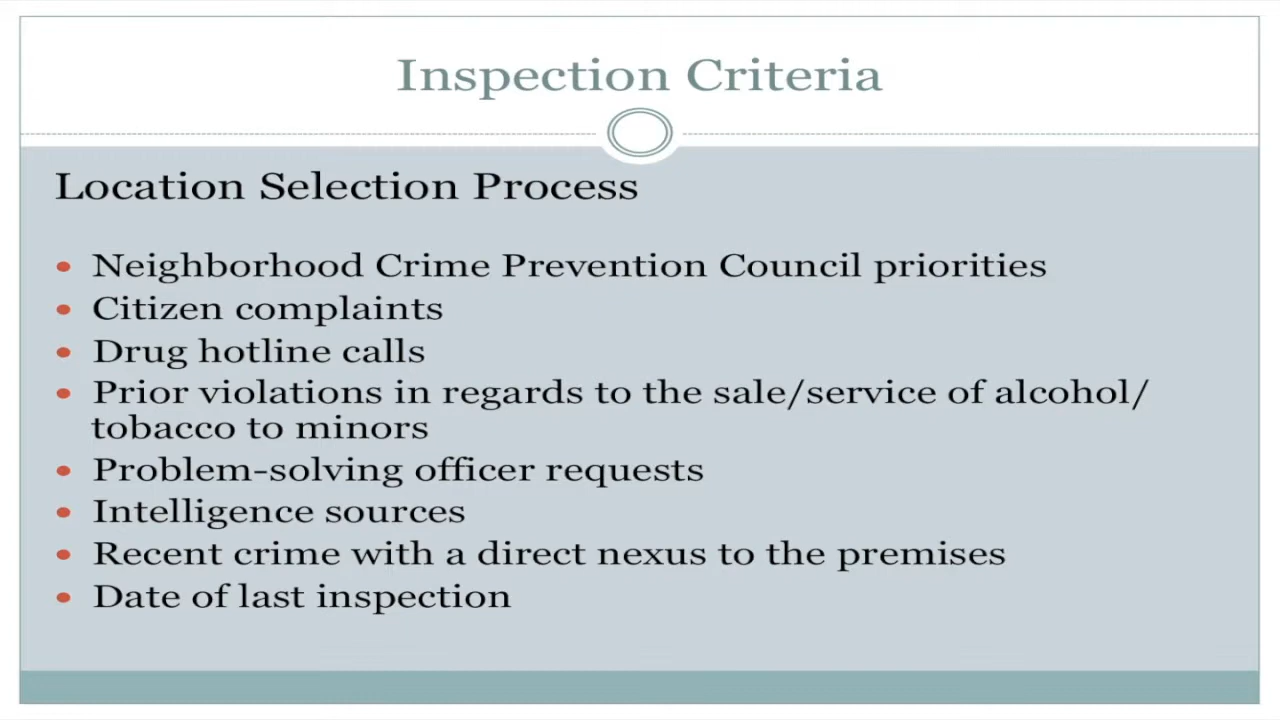 Inspection Criteria
Location Selection Process
• Neighborhood Crime Prevention Council priorities
• Citizen complaints
• Drug hotline calls
• Prior violations in regards to the sale/service of alcohol/
tobacco to minors
• Problem-solving officer requests
• Intelligence sources
• Recent crime with a direct nexus to the premises
• Date of last inspection